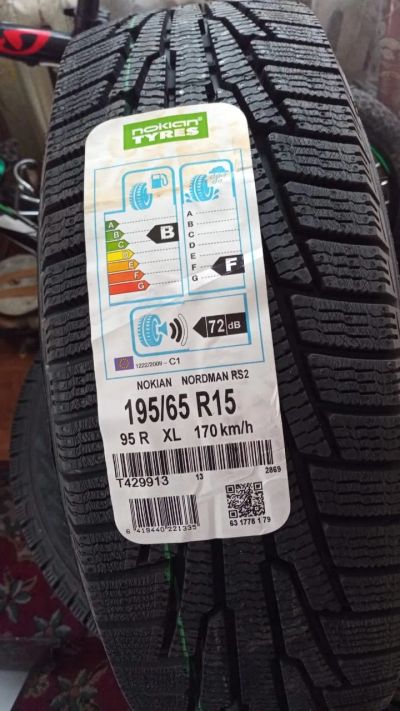 nokian
TYRES
A
B
C
D
E
F
G
B
A
B
C
E
F
G
F
72 dB
1222/2009 - C1
NOKIAN NORDMAN RS2
195/65 R15
95 R XL 170 km/h
T429913 13 2869
6 419440 221335
63 1778 1 79